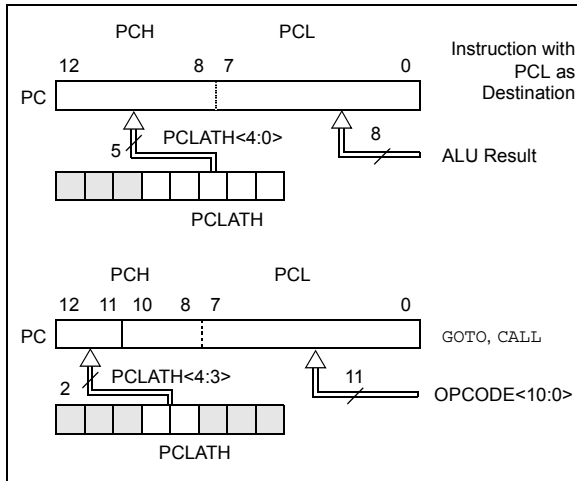 PCH PCL
12 8 7 0
Instruction with
PCL as
Destination
PC
5 PCLATH<4:0>
8
ALU Result
PCLATH
PCH PCL
12 11 10 8 7 0
PC
GOTO, CALL
2 PCLATH<4:3>
11
OPCODE<10:0>
PCLATH